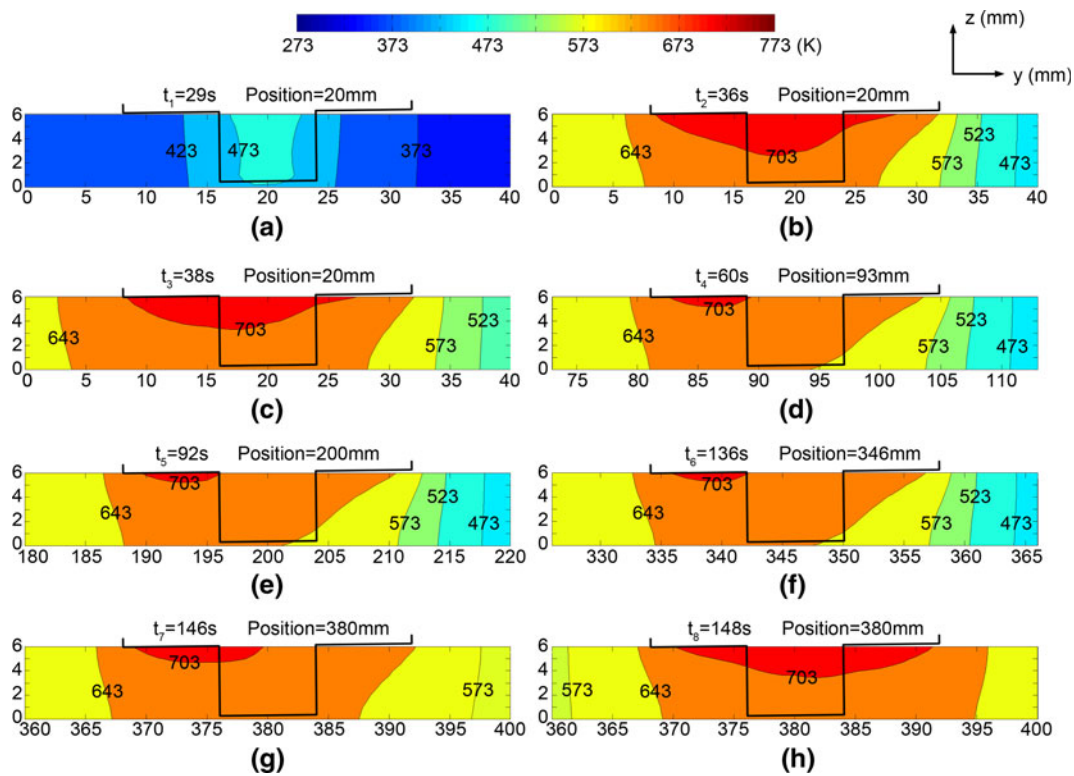 273 373 473 573 673 773 (K)
z (mm)
y (mm)
t1=29s Position=20mm
6
4
2
0
423 473 373
0 5 10 15 20 25 30 35 40
(a)
t2=36s Position=20mm
6
4
2
0
643 703 573 523 473
0 5 10 15 20 25 30 35 40
(b)
t3=38s Position=20mm
6
4
2
0
643 703 573 523
0 5 10 15 20 25 30 35 40
(c)
t4=60s Position=93mm
6
4
2
0
643 703 573 523 473
75 80 85 90 95 100 105 110
(d)
t5=92s Position=200mm
6
4
2
0
643 703 573 523 473
180 185 190 195 200 205 210 215 220
(e)
t6=136s Position=346mm
6
4
2
0
643 703 573 523 473
330 335 340 345 350 355 360 365
(f)
t7=146s Position=380mm
6
4
2
0
643 703 573
360 365 370 375 380 385 390 395 400
(g)
t8=148s Position=380mm
6
4
2
0
573 643 703
360 365 370 375 380 385 390 395 400
(h)